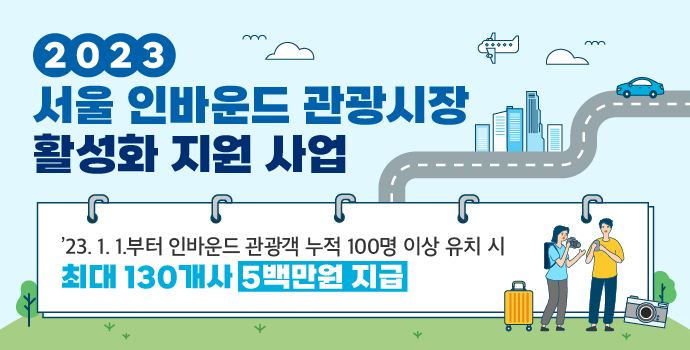 2023
서울 인바운드 관광시장
활성화 지원 사업
’23. 1. 1.부터 인바운드 관광객 누적 100명 이상 유치 시
최대 130개사 5백만원 지급